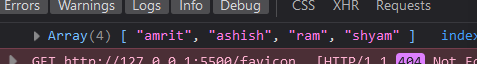 Errors Warnings Logs Info Debug CSS XHR Requests
Array(4) [ "amrit", "ashish", "ram", "shyam" ] index
GET http://127.0.0.1:5500/favicon [HTTP/1.1 404 Not